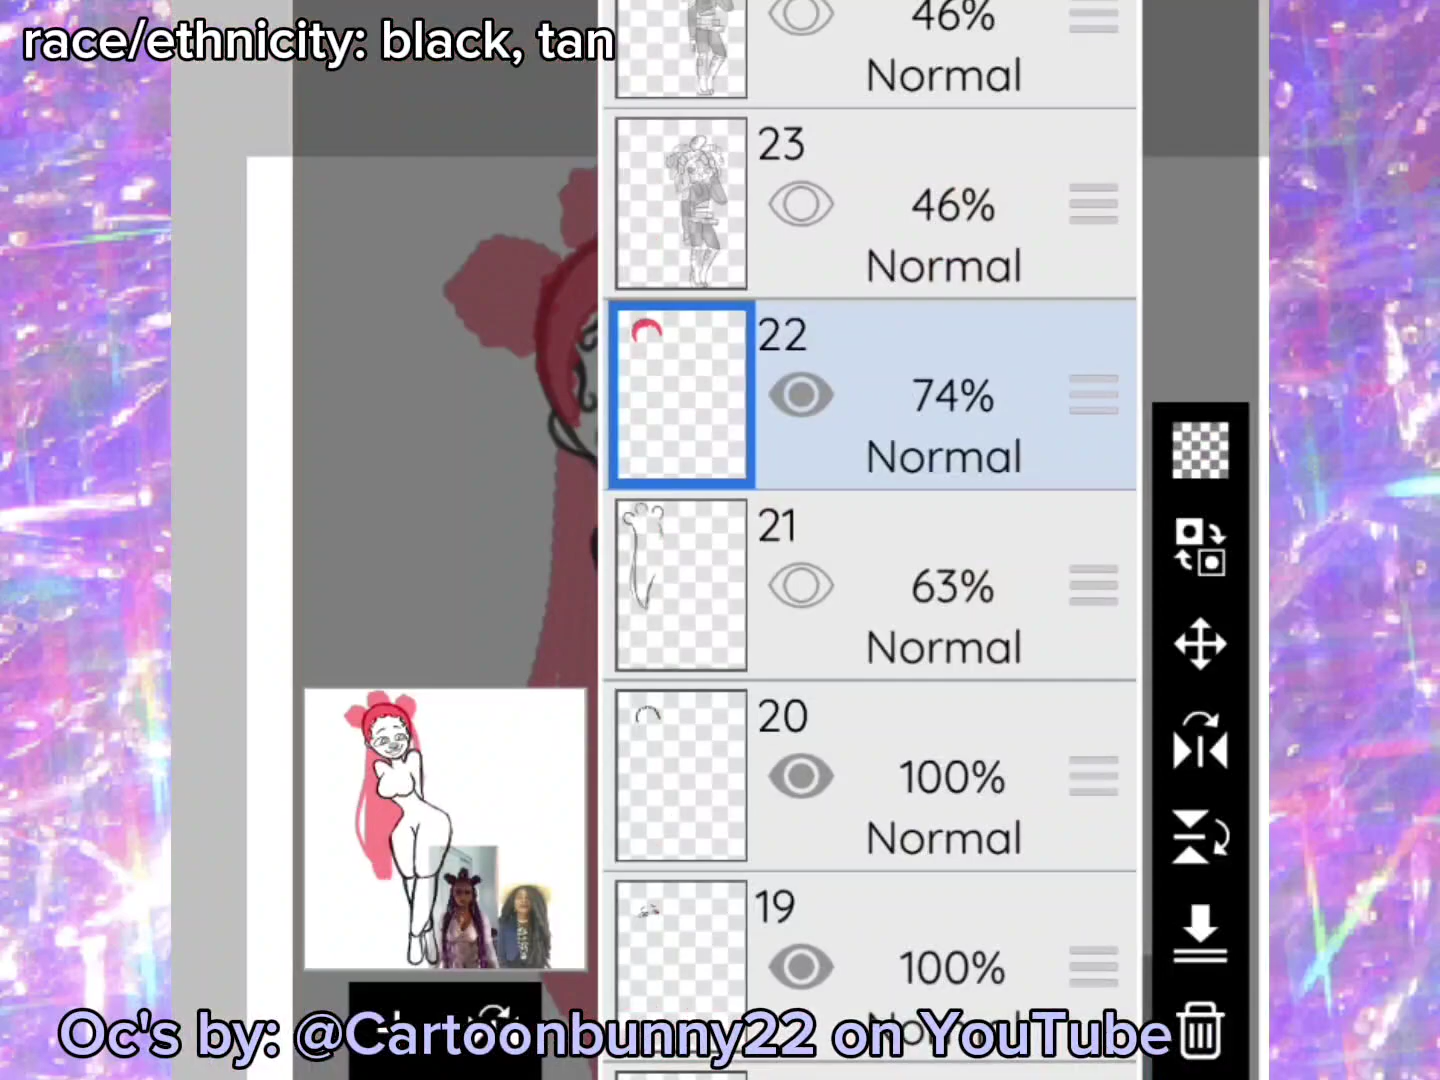 race/ethnicity: black, tan
46%
Normal
23
46%
Normal
22
74%
Normal
21
63%
Normal
20
100%
Normal
19
100%
Normal
Oc's by: @Cartoonbunny22 on YouTube